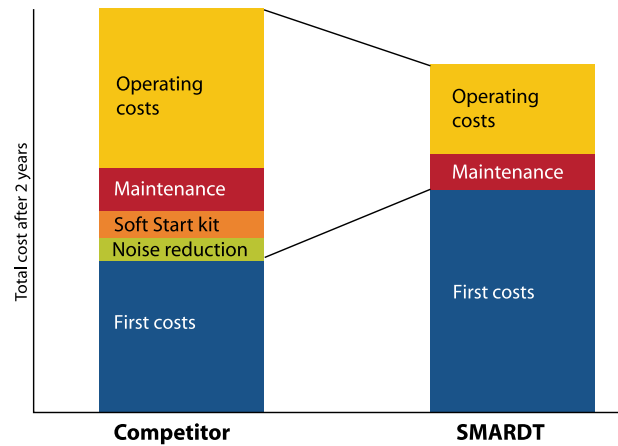 Total cost after 2 years
Operating
costs
Maintenance
Soft Start kit
Noise reduction
First costs
Competitor
Operating
costs
Maintenance
First costs
SMARDT